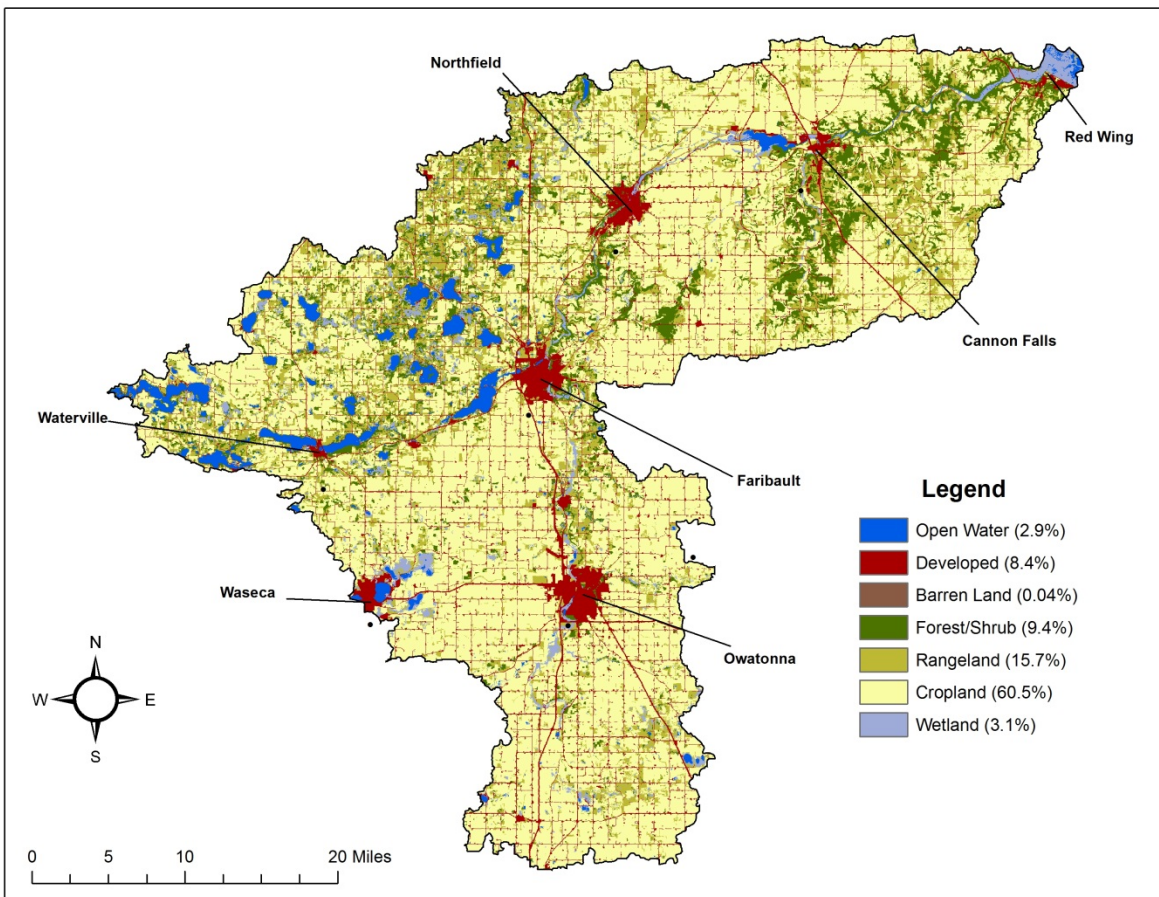 Northfield
Red Wing
Cannon Falls
Waterville
Faribault
Legend
Open Water (2.9%)
Developed (8.4%)
Barren Land (0.04%)
Forest/Shrub (9.4%)
Rangeland (15.7%)
Cropland (60.5%)
Wetland (3.1%)
Waseca
Owatonna
N
W E
S
0 5 10 20 Miles